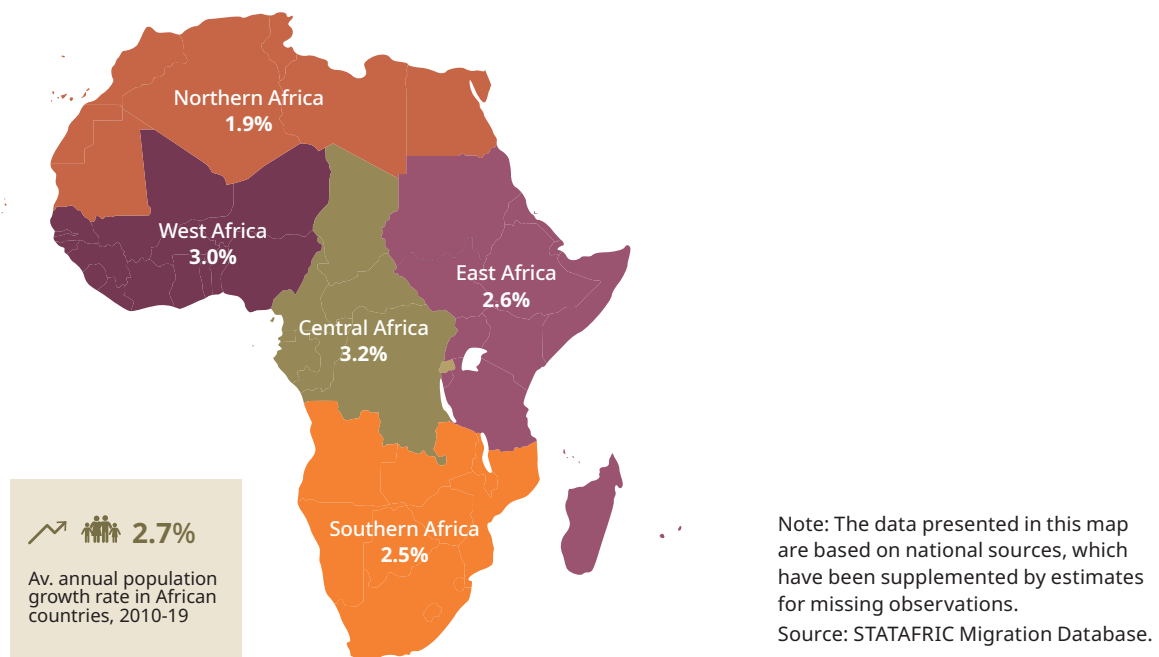 Northern Africa
1.9%
West Africa
3.0%
East Africa
2.6%
Central Africa
3.2%
Southern Africa
2.5%
2.7%
Av. annual population
growth rate in African
countries, 2010-19
Note: The data presented in this map
are based on national sources, which
have been supplemented by estimates
for missing observations.
Source: STATAFRIC Migration Database.